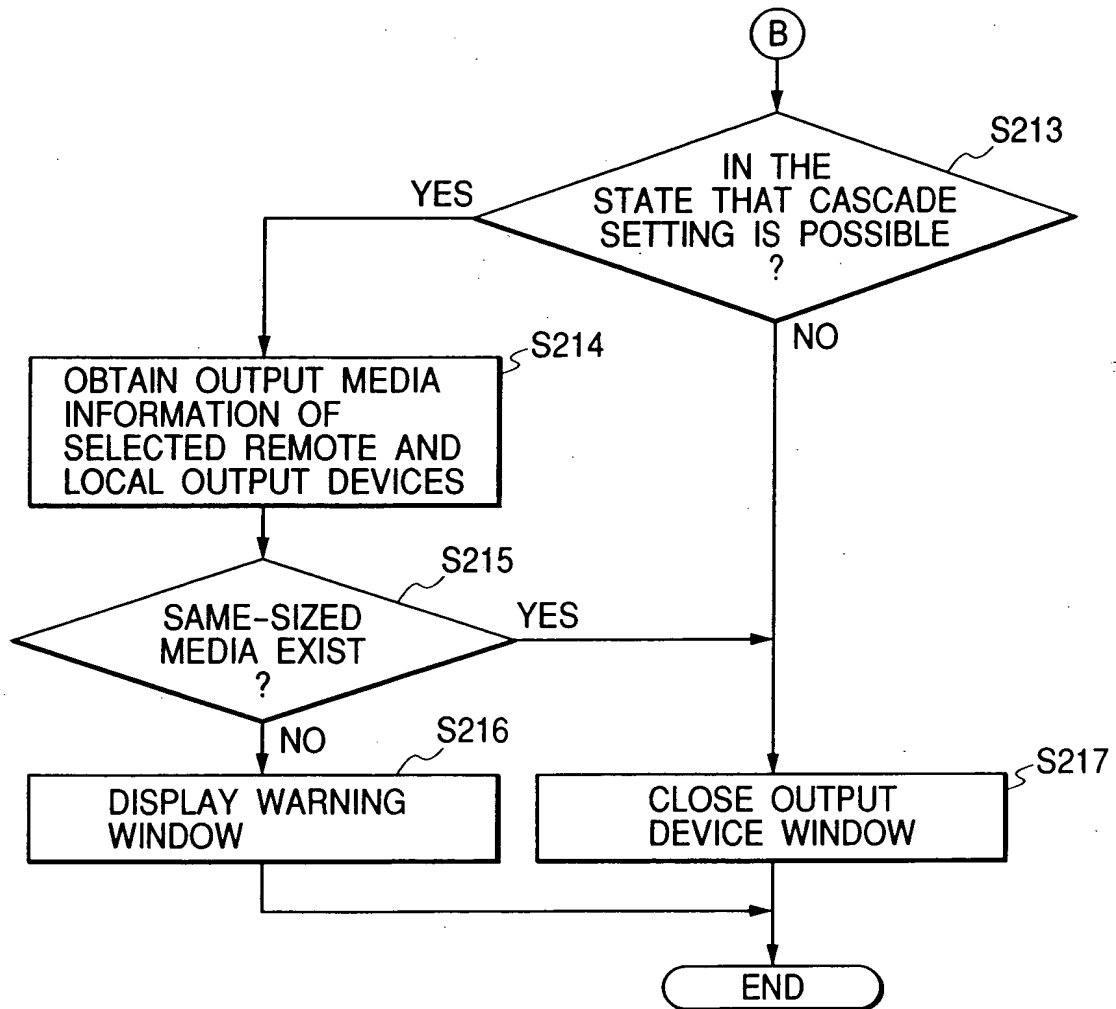 B
S213
IN THE
STATE THAT CASCADE
SETTING IS POSSIBLE
?
YES
NO
S214
OBTAIN OUTPUT MEDIA
INFORMATION OF
SELECTED REMOTE AND
LOCAL OUTPUT DEVICES
S215
SAME-SIZED
MEDIA EXIST
?
YES
NO
S216
DISPLAY WARNING
WINDOW
S217
CLOSE OUTPUT
DEVICE WINDOW
END